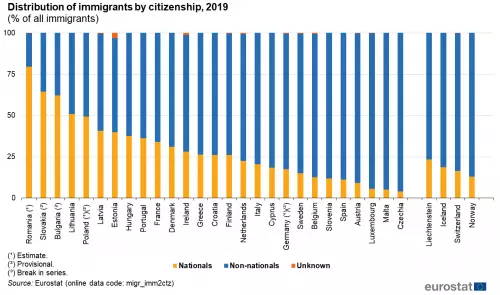 Distribution of immigrants by citizenship, 2019
(% of all immigrants)
100
75
50
25
0
Romania (¹)
Slovakia (²)
Bulgaria (²)
Lithuania
Poland (¹)(²)
Latvia
Estonia
Hungary
Portugal
France
Denmark
Ireland
Greece
Croatia
Finland
Netherlands
Italy
Cyprus
Germany (¹)(³)
Sweden
Belgium
Slovenia
Spain
Austria
Luxembourg
Malta
Czechia
Liechtenstein
Iceland
Switzerland
Norway
Nationals Non-nationals Unknown
(¹) Estimate.
(²) Provisional.
(³) Break in series.
Source: Eurostat (online data code: migr_imm2ctz)
eurostat